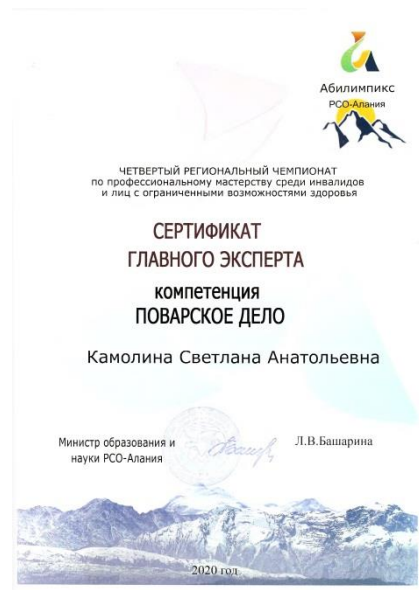 Абилимпикс
РСО-Алания
ЧЕТВЕРТЫЙ РЕГИОНАЛЬНЫЙ ЧЕМПИОНАТ
по профессиональному мастерству среди инвалидов
и лиц с ограниченными возможностями здоровья
СЕРТИФИКАТ
ГЛАВНОГО ЭКСПЕРТА
компетенция
ПОВАРСКОЕ ДЕЛО
Камолина Светлана Анатольевна
Министр образования и
науки РСО-Алания
Л.В.Башарина
2020 год